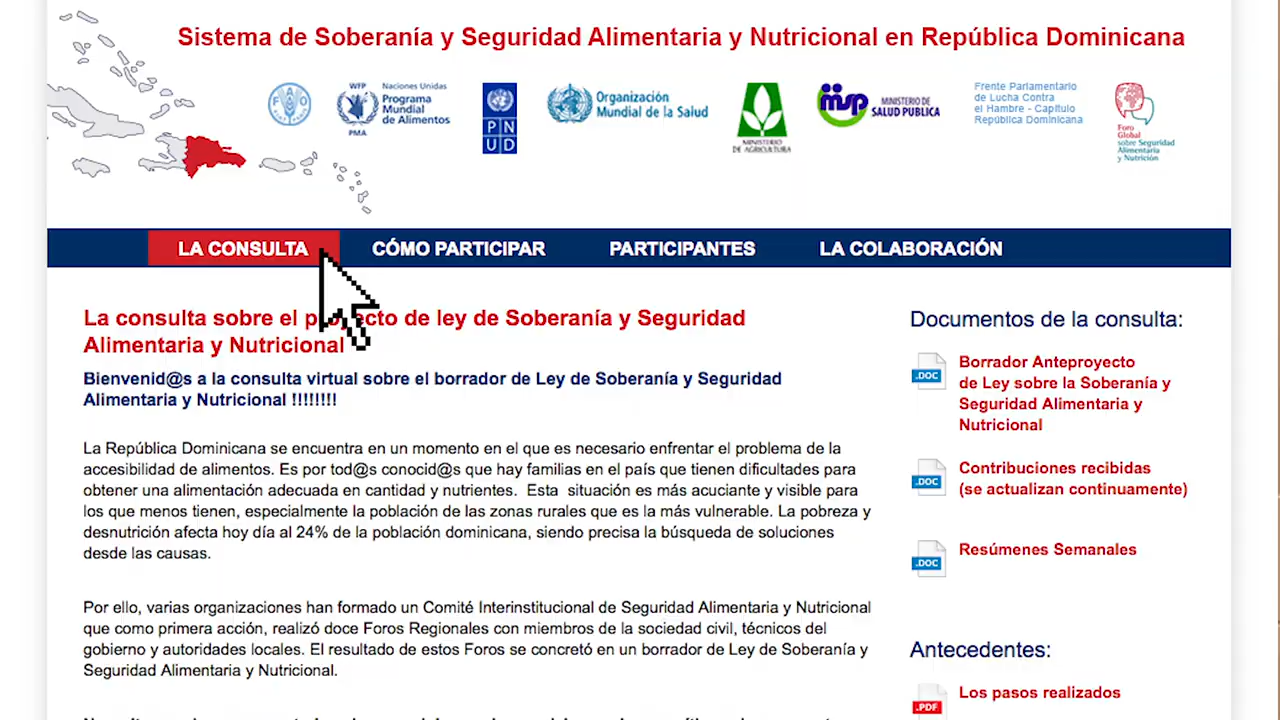 Sistema de Soberanía y Seguridad Alimentaria y Nutricional en República Dominicana
FAO
WFP
PMA
Naciones Unidas
Programa
Mundial
de Alimentos
PN
UD
Organización
Mundial de la Salud
MINISTERIO
DE AGRICULTURA
msp
MINISTERIO DE
SALUD PUBLICA
Frente Parlamentario
de Lucha Contra
el Hambre - Capítulo
República Dominicana
Foro
Global
sobre Seguridad
Alimentaria
y Nutrición
LA CONSULTA
CÓMO PARTICIPAR
PARTICIPANTES
LA COLABORACIÓN
La consulta sobre el proyecto de ley de Soberanía y Seguridad
Alimentaria y Nutricional
Bienvenid@s a la consulta virtual sobre el borrador de Ley de Soberanía y Seguridad
Alimentaria y Nutricional !!!!!!!!
La República Dominicana se encuentra en un momento en el que es necesario enfrentar el problema de la
accesibilidad de alimentos. Es por tod@s conocid@s que hay familias en el país que tienen dificultades para
obtener una alimentación adecuada en cantidad y nutrientes. Esta situación es más acuciante y visible para
los que menos tienen, especialmente la población de las zonas rurales que es la más vulnerable. La pobreza y
desnutrición afecta hoy día al 24% de la población dominicana, siendo precisa la búsqueda de soluciones
desde las causas.
Por ello, varias organizaciones han formado un Comité Interinstitucional de Seguridad Alimentaria y Nutricional
que como primera acción, realizó doce Foros Regionales con miembros de la sociedad civil, técnicos del
gobierno y autoridades locales. El resultado de estos Foros se concretó en un borrador de Ley de Soberanía y
Seguridad Alimentaria y Nutricional.
Documentos de la consulta:
.DOC
Borrador Anteproyecto
de Ley sobre la Soberanía y
Seguridad Alimentaria y
Nutricional
.DOC
Contribuciones recibidas
(se actualizan continuamente)
.DOC
Resúmenes Semanales
Antecedentes:
.PDF
Los pasos realizados